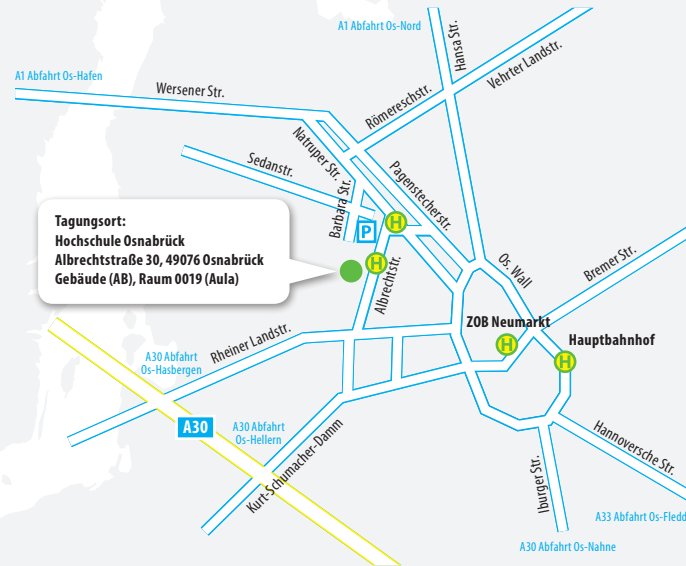 A1 Abfahrt Os-Nord
Hansa Str.
Vehrter Landstr.
A1 Abfahrt Os-Hafen
Wersener Str.
Römereschstr.
Natruper Str.
Sedanstr.
Pagenstecherstr.
Barbara Str.
P
H
Tagungsort:
Hochschule Osnabrück
Albrechtstraße 30, 49076 Osnabrück
Gebäude (AB), Raum 0019 (Aula)
H
Albrechtstr.
Os. Wall
Bremer Str.
ZOB Neumarkt
H
Hauptbahnhof
H
Rheiner Landstr.
A30 Abfahrt
Os-Hasbergen
A30
A30 Abfahrt
Os-Hellern
Kurt-Schumacher-Damm
Hannoversche Str.
Iburger Str.
A33 Abfahrt Os-Fledd
A30 Abfahrt Os-Nahne